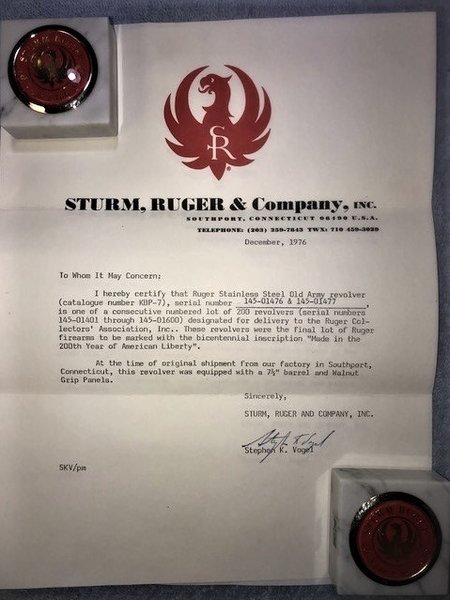 STURM, RUGER & Company, INC.
SOUTHPORT, CONNECTICUT 06490 U.S.A.
TELEPHONE: (203) 259-7843 TWX: 710 459-3029
December, 1976
To Whom It May Concern;
I hereby certify that Ruger Stainless Steel Old Army revolver
(catalogue number KBP-7), serial number 145-01476 & 145-01477 ,
is one of a consecutive numbered lot of 200 revolvers (serial numbers
145-01401 through 145-01600) designated for delivery to the Ruger Col-
lectors' Association, Inc.. These revolvers were the final lot of Ruger
firearms to be marked with the bicentennial inscription "Made in the
200th Year of American Liberty".
At the time of original shipment from our factory in Southport,
Connecticut, this revolver was equipped with a 7½" barrel and Walnut
Grip Panels.
Sincerely,
STURM, RUGER AND COMPANY, INC.
Stephen K. Vogel
Stephen K. Vogel
SKV/pm
STURM RUGER